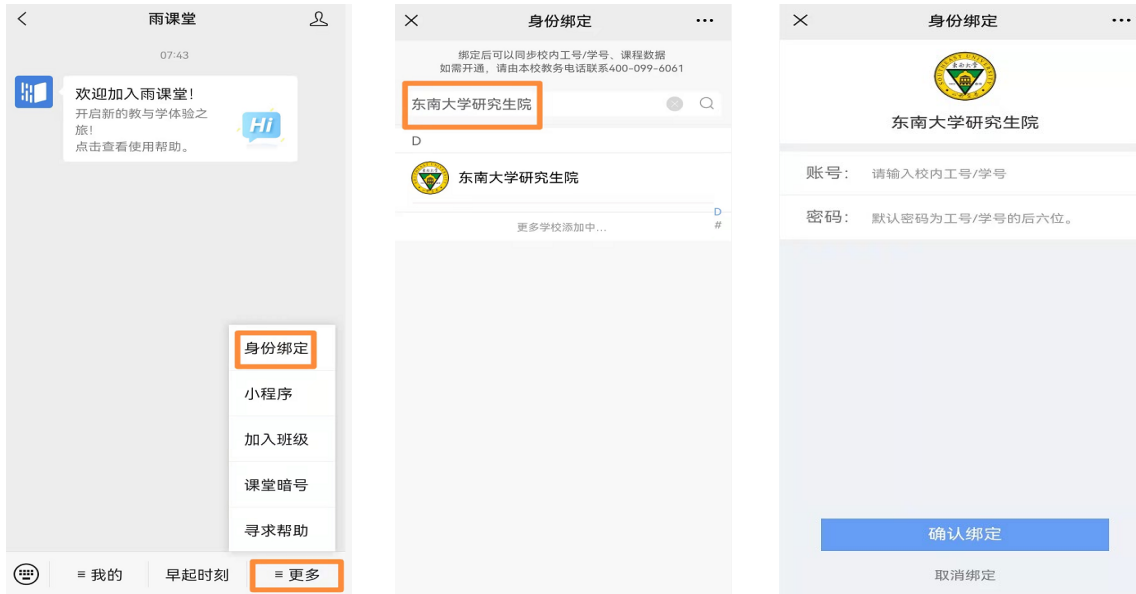 雨课堂
07:43
欢迎加入雨课堂!
开启新的教与学体验之
旅!
点击查看使用帮助。
Hi
身份绑定
小程序
加入班级
课堂暗号
寻求帮助
≡ 我的
早起时刻
≡ 更多
身份绑定
绑定后可以同步校内工号/学号、课程数据
如需开通，请由本校教务电话联系400-099-6061
东南大学研究生院
D
东南大学研究生院
D
#
更多学校添加中...
身份绑定
东南大学研究生院
账号：
请输入校内工号/学号
密码：
默认密码为工号/学号的后六位。
确认绑定
取消绑定